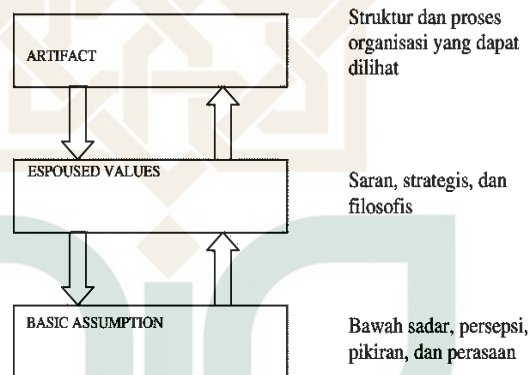 ARTIFACT
Struktur dan proses
organisasi yang dapat
dilihat
ESPOUSED VALUES
Saran, strategis, dan
filosofis
BASIC ASSUMPTION
Bawah sadar, persepsi,
pikiran, dan perasaan